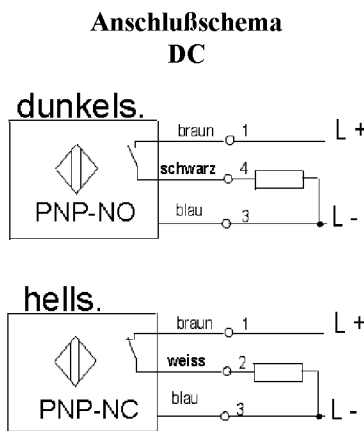 Anschlußschema
DC
dunkels.
braun 1 L +
schwarz 4
PNP-NO
blau 3 L -
hells.
braun 1 L +
weiss 2
PNP-NC
blau 3 L -